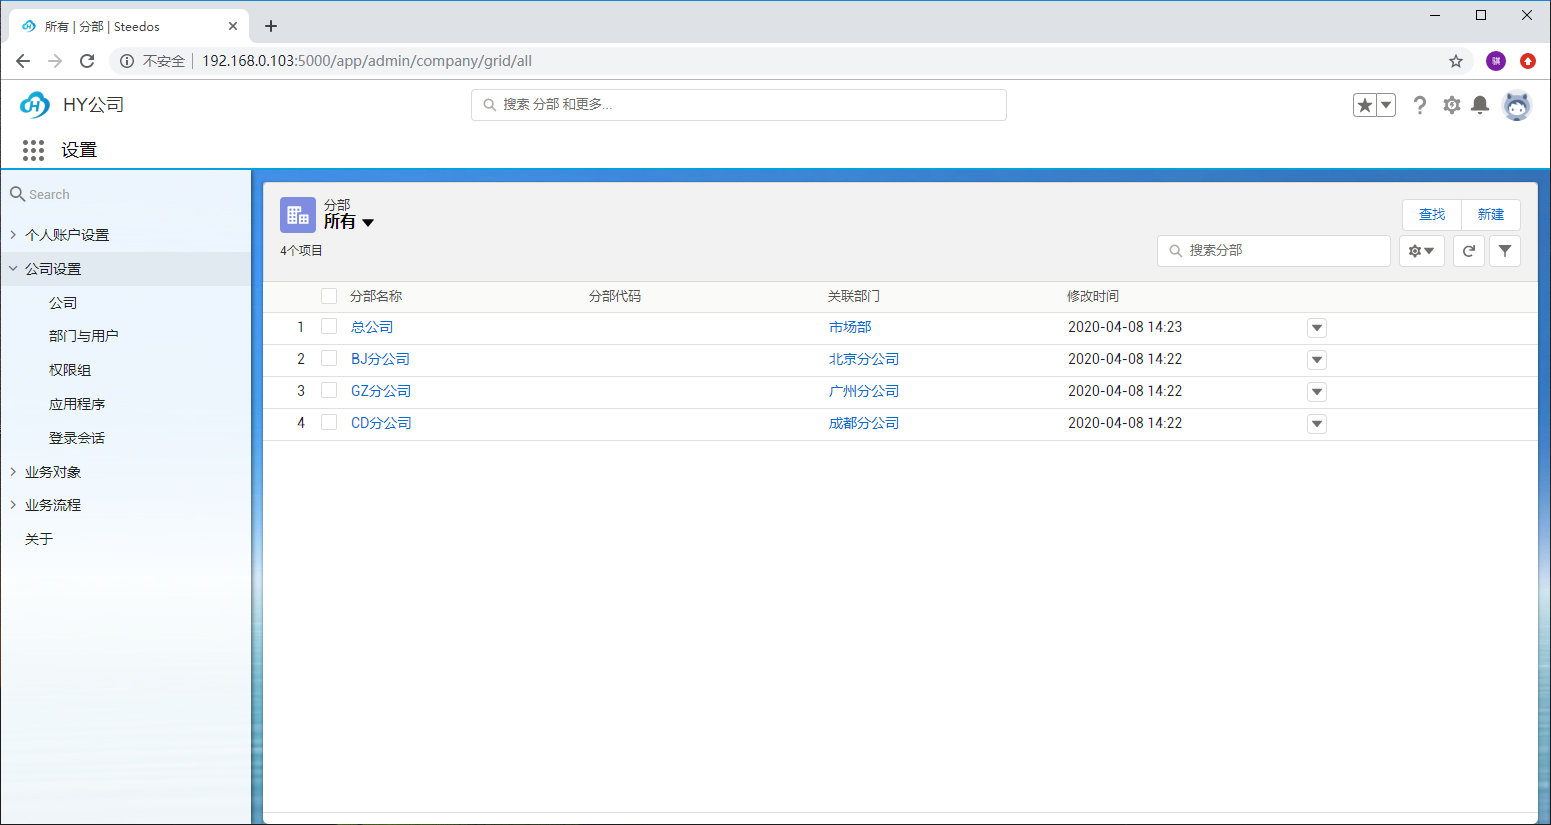 所有 | 分部 | Steedos
不安全 192.168.0.103:5000/app/admin/company/grid/all
HY公司
搜索 分部 和更多...
设置
Search
个人账户设置
公司设置
公司
部门与用户
权限组
应用程序
登录会话
业务对象
业务流程
关于
分部
所有
查找 新建
4个项目
搜索分部
分部名称 分部代码 关联部门 修改时间
1 总公司 市场部 2020-04-08 14:23
2 BJ分公司 北京分公司 2020-04-08 14:22
3 GZ分公司 广州分公司 2020-04-08 14:22
4 CD分公司 成都分公司 2020-04-08 14:22